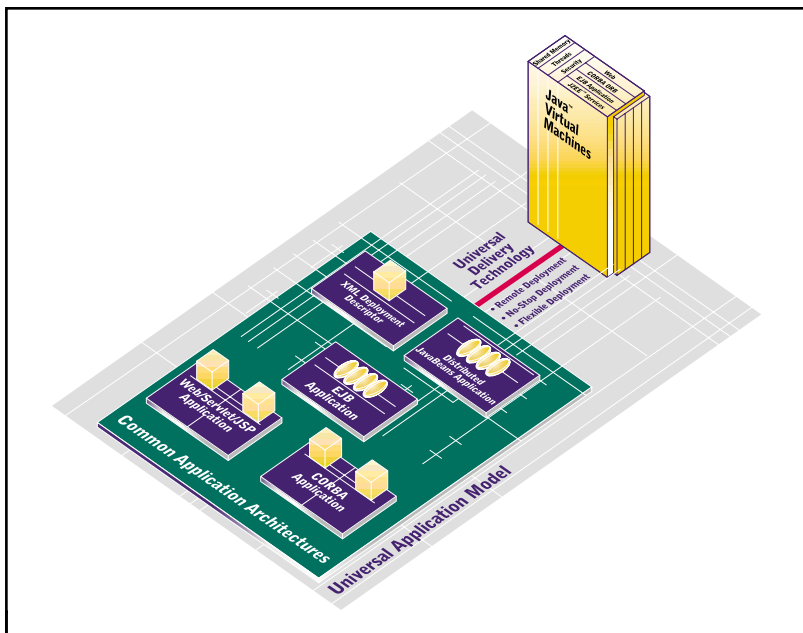 Shared Memory
Threads
Security
Web
CORBA ORB
EJB Application
J2EE™ Services
Java™
Virtual
Machines
Universal
Delivery
Technology
• Remote Deployment
• No-Stop Deployment
• Flexible Deployment
XML Deployment
Descriptor
Distributed
JavaBeans Application
EJB
Application
Web/Servlet/JSP
Application
CORBA
Application
Common Application Architectures
Universal Application Model